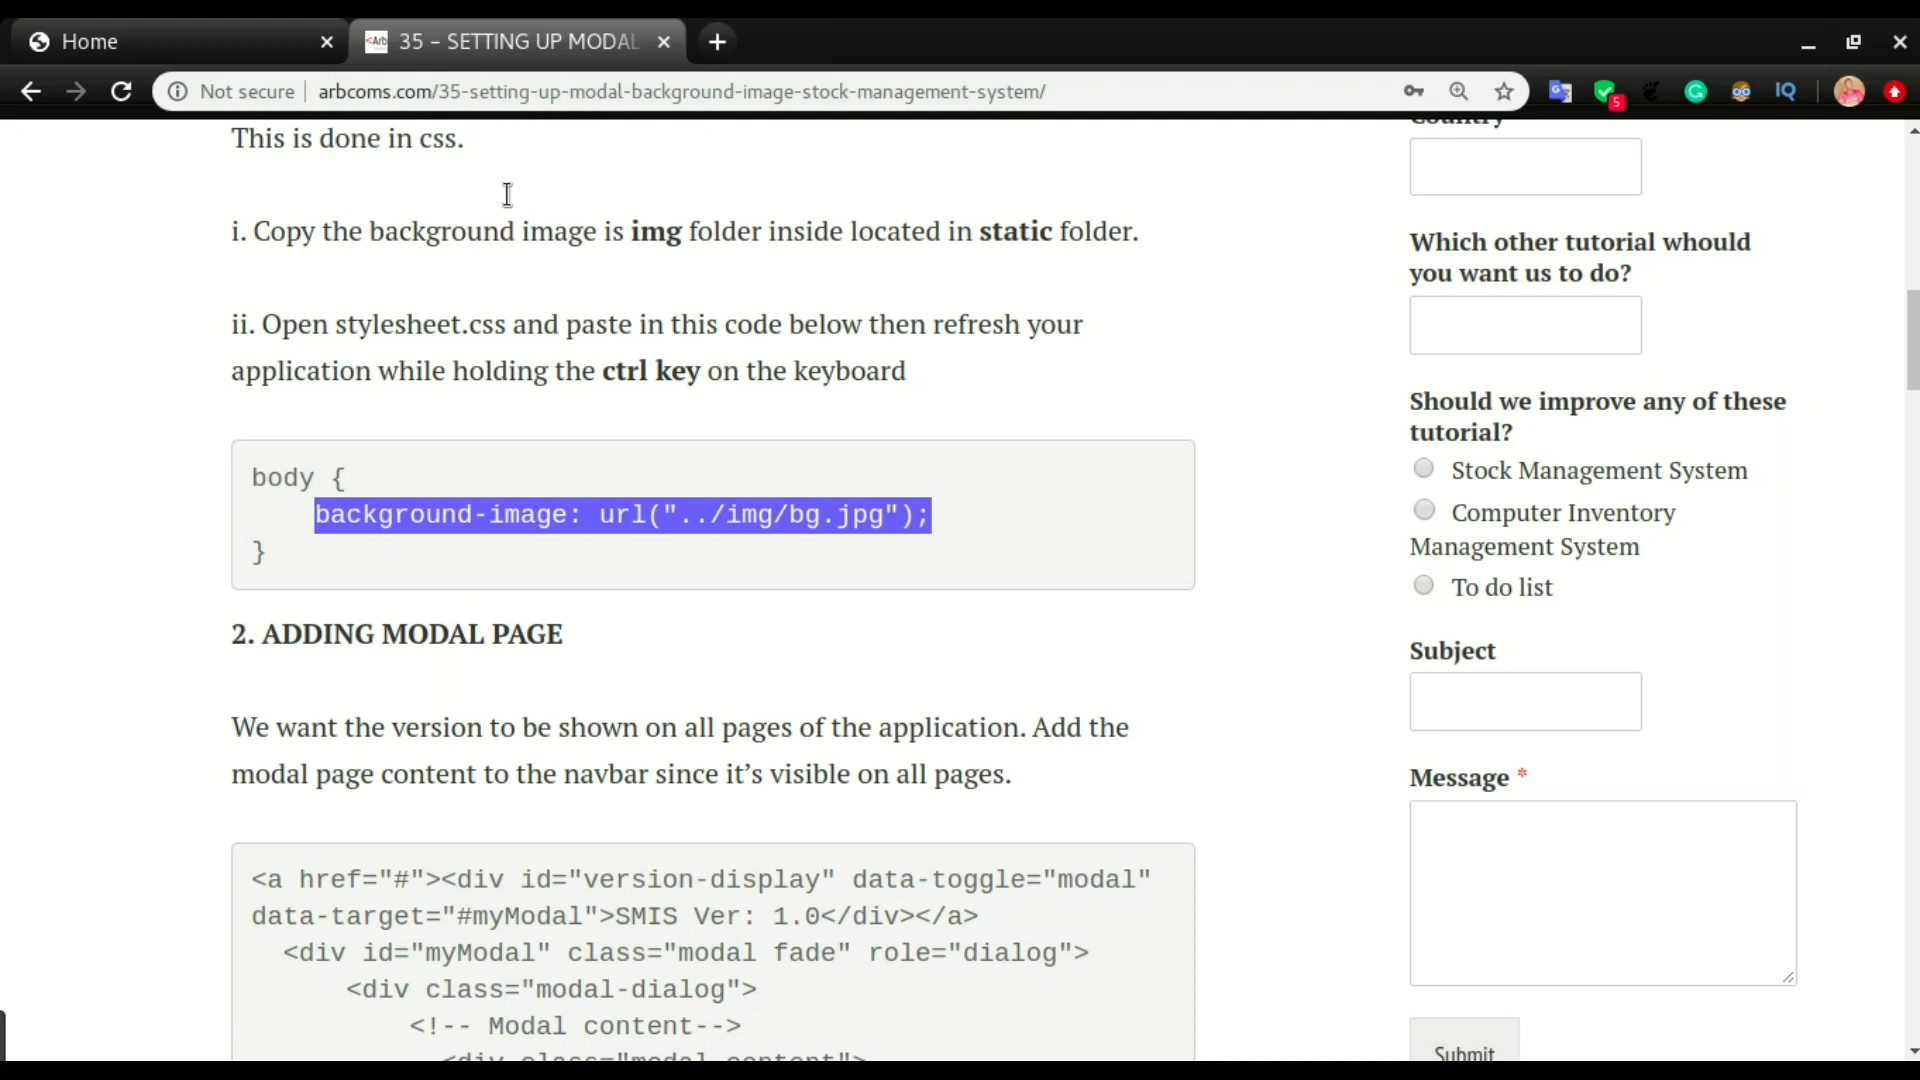 Home
35 – SETTING UP MODAL
Not secure
arbcoms.com/35-setting-up-modal-background-image-stock-management-system/
5
IQ
This is done in css.
i. Copy the background image is img folder inside located in static folder.
ii. Open stylesheet.css and paste in this code below then refresh your
application while holding the ctrl key on the keyboard
body {
background-image: url("../img/bg.jpg");
}
2. ADDING MODAL PAGE
We want the version to be shown on all pages of the application. Add the
modal page content to the navbar since it’s visible on all pages.
<a href="#"><div id="version-display" data-toggle="modal"
data-target="#myModal">SMIS Ver: 1.0</div></a>
<div id="myModal" class="modal fade" role="dialog">
<div class="modal-dialog">
<!-- Modal content-->
<div class="modal-content">
Country
Which other tutorial whould
you want us to do?
Should we improve any of these
tutorial?
Stock Management System
Computer Inventory
Management System
To do list
Subject
Message *
Submit